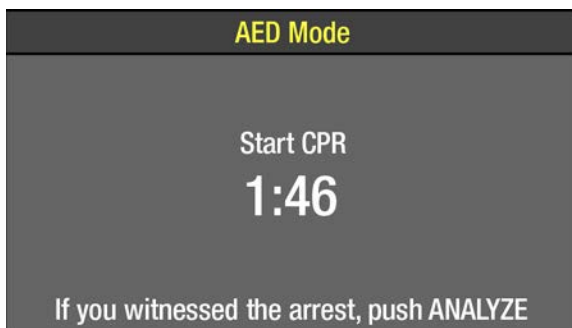 AED Mode
Start CPR
1:46
If you witnessed the arrest, push ANALYZE